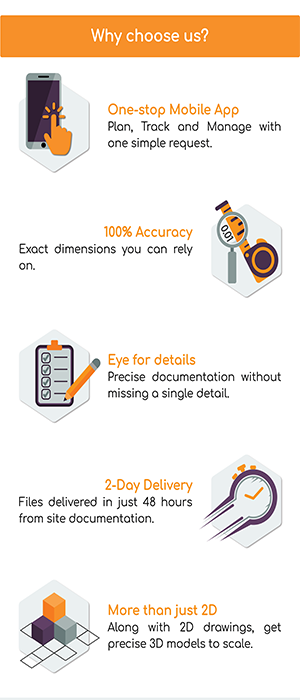 Why choose us?
One-stop Mobile App
Plan, Track and Manage with
one simple request.
100% Accuracy
Exact dimensions you can rely
on.
0.01
Eye for details
Precise documentation without
missing a single detail.
2-Day Delivery
Files delivered in just 48 hours
from site documentation.
More than just 2D
Along with 2D drawings, get
precise 3D models to scale.